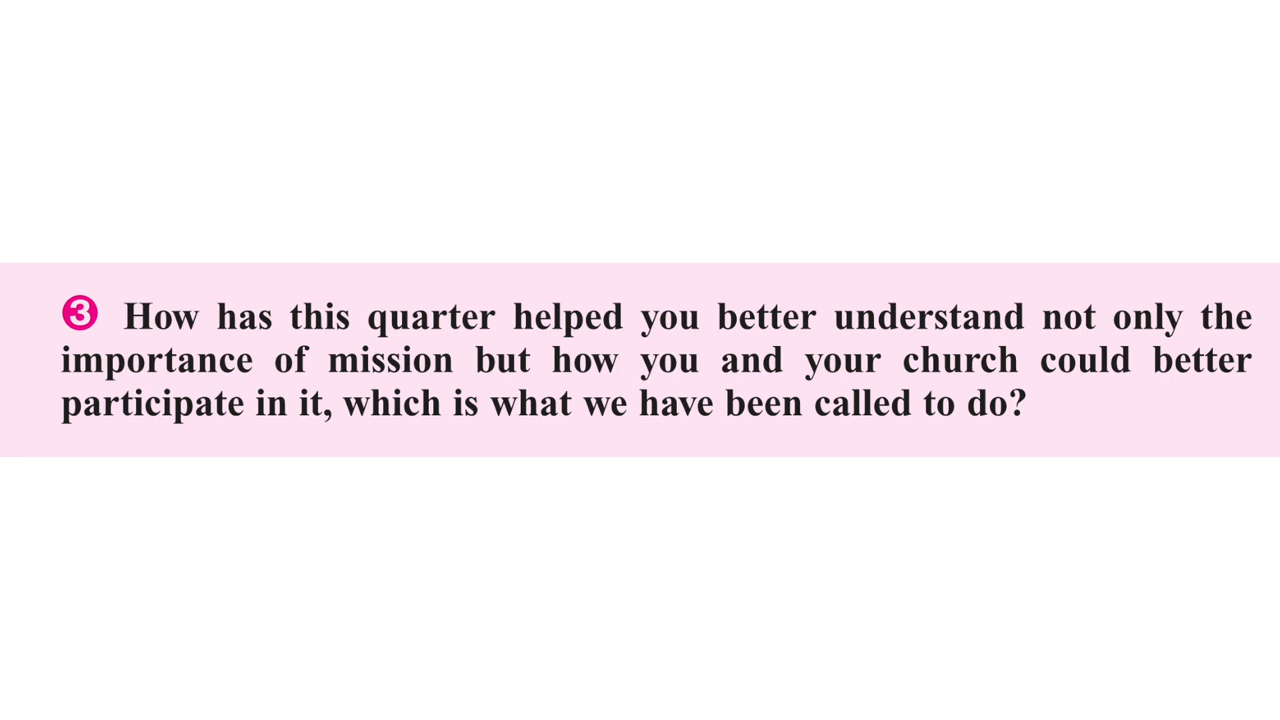 ❸ How has this quarter helped you better understand not only the
importance of mission but how you and your church could better
participate in it, which is what we have been called to do?